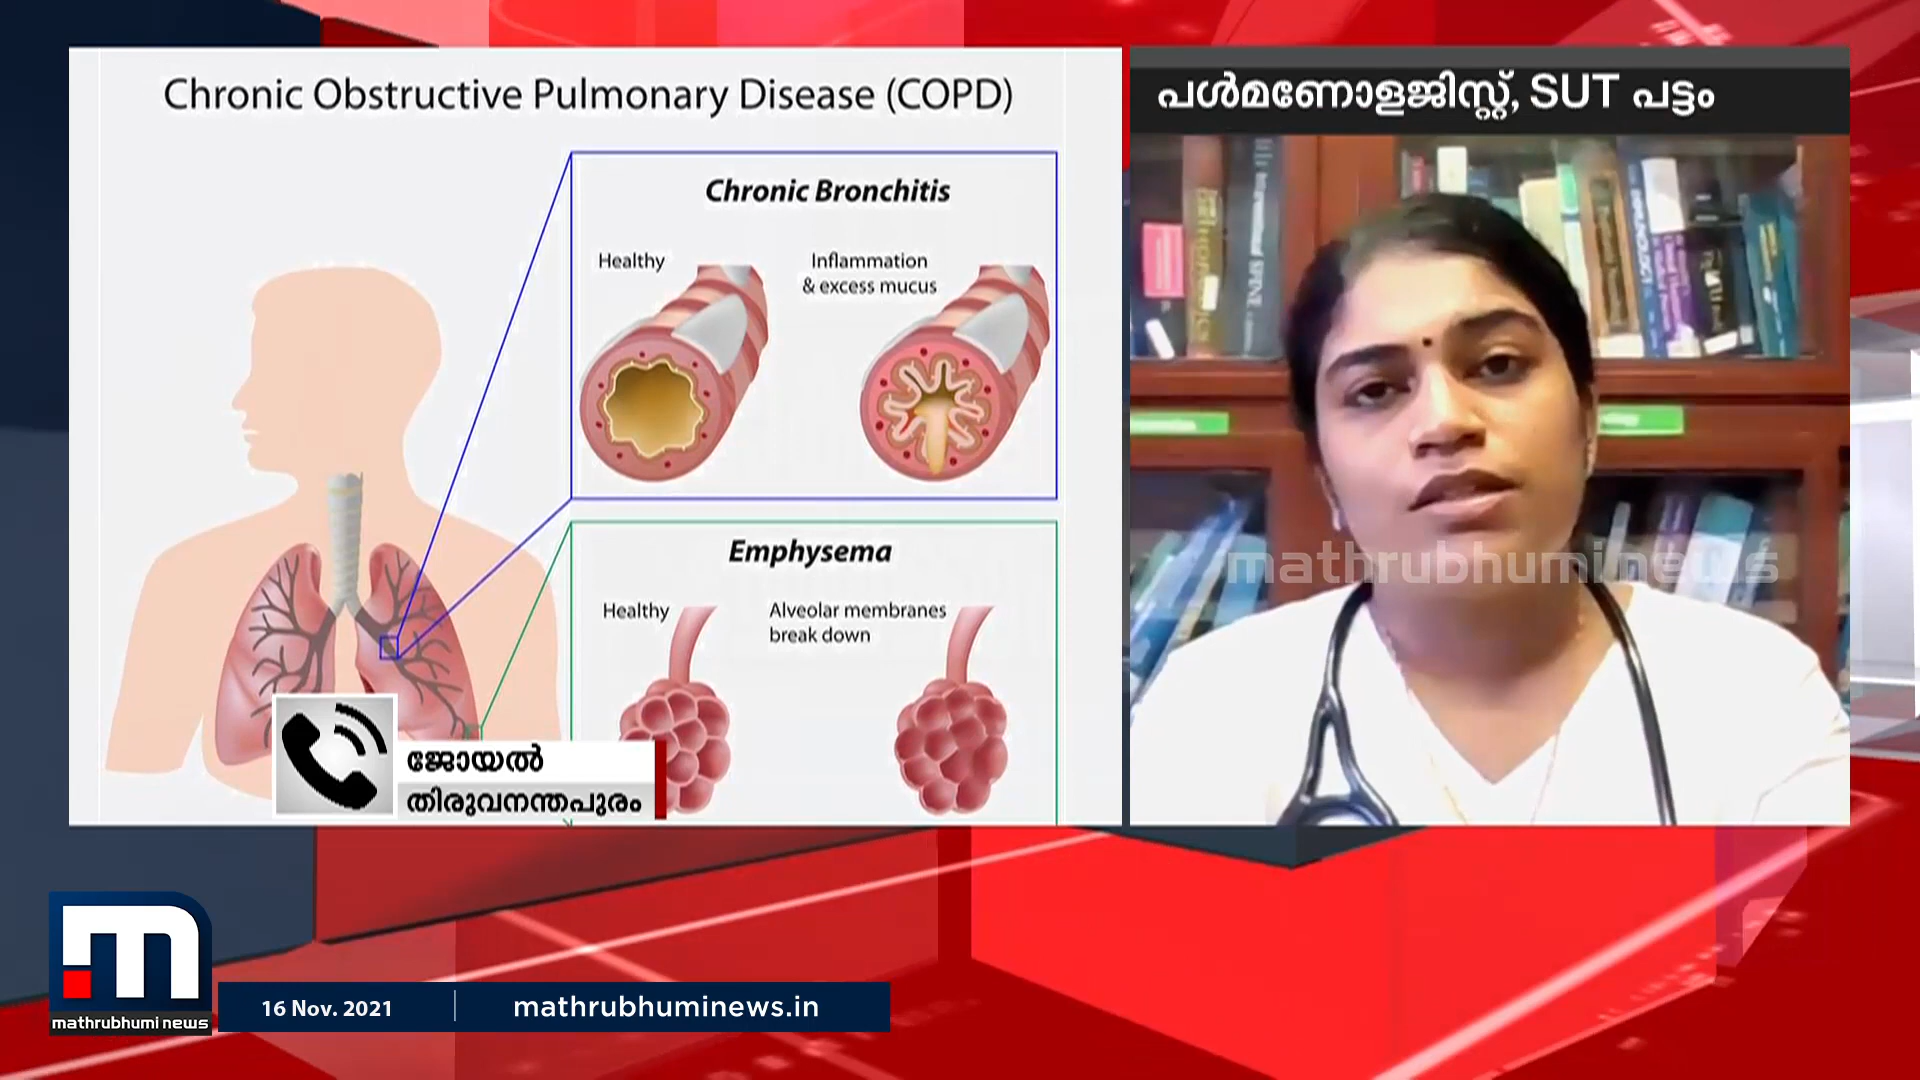 Chronic Obstructive Pulmonary Disease (COPD)
Chronic Bronchitis
Healthy
Inflammation
& excess mucus
Emphysema
Healthy
Alveolar membranes
break down
ജോയൽ
തിരുവനന്തപുരം
പൾമണോളജിസ്റ്റ്, SUT പട്ടം
mathrubhuminews
mathrubhumi news
16 Nov. 2021
mathrubhuminews.in